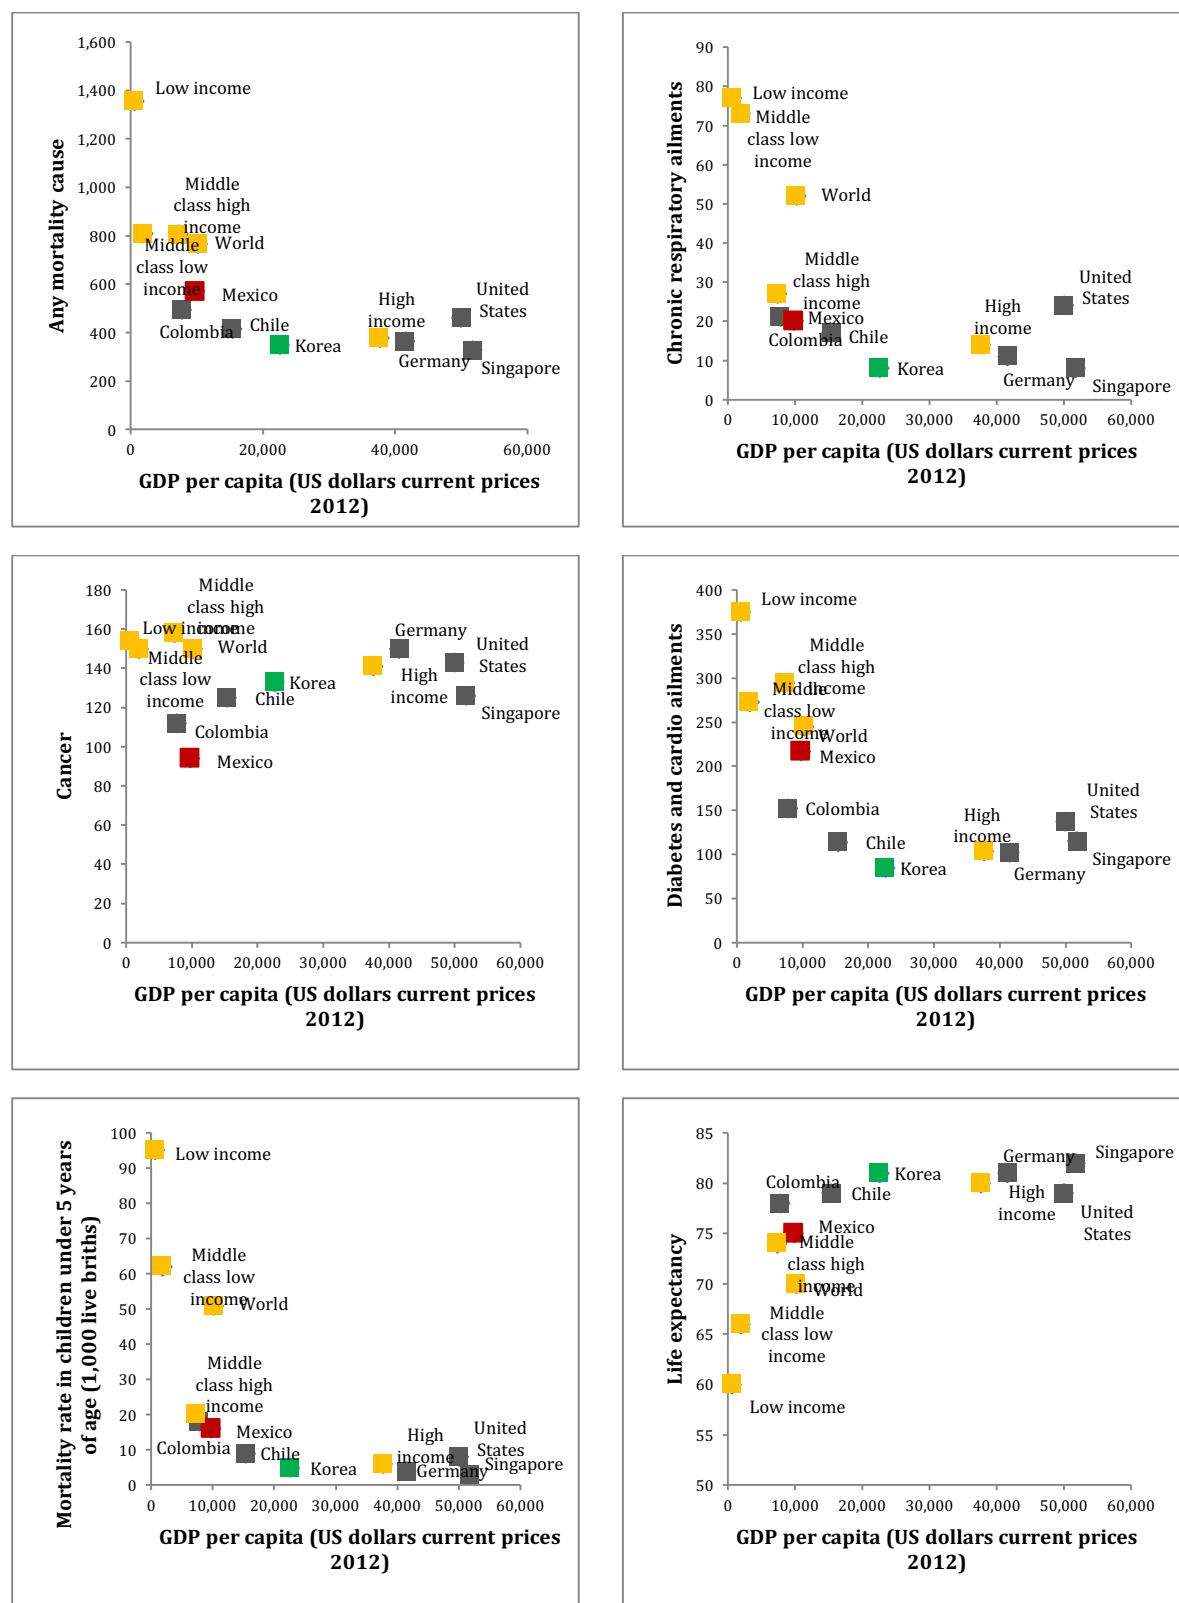 1,600
1,400
1,200
1,000
800
600
400
200
0
Any mortality cause
Low income
Middle
class high
income
World
Middle
class low
income
Mexico
Colombia
Chile
Korea
High
income
Germany
United
States
Singapore
0
20,000
40,000
60,000
GDP per capita (US dollars current prices
2012)
90
80
70
60
50
40
30
20
10
0
Chronic respiratory ailments
Low income
Middle
class low
income
World
Middle
class high
income
Mexico
Colombia
Chile
Korea
High
income
Germany
United
States
Singapore
0
10,000
20,000
30,000
40,000
50,000
60,000
GDP per capita (US dollars current prices
2012)
180
160
140
120
100
80
60
40
20
0
Cancer
Middle
class high
income
Low income
World
Middle
class low
income
Korea
Chile
Colombia
Mexico
Germany
High
income
United
States
Singapore
0
10,000
20,000
30,000
40,000
50,000
60,000
GDP per capita (US dollars current prices
2012)
400
350
300
250
200
150
100
50
0
Diabetes and cardio ailments
Low income
Middle
class high
income
Middle
class low
income
World
Mexico
Colombia
Chile
Korea
High
income
Germany
United
States
Singapore
0
10,000
20,000
30,000
40,000
50,000
60,000
GDP per capita (US dollars current prices
2012)
100
90
80
70
60
50
40
30
20
10
0
Mortality rate in children under 5 years
of age (1,000 live briths)
Low income
Middle
class low
income
World
Middle
class high
income
Mexico
Colombia
Chile
Korea
High
income
Germany
United
States
Singapore
0
10,000
20,000
30,000
40,000
50,000
60,000
GDP per capita (US dollars current prices
2012)
85
80
75
70
65
60
55
50
Life expectancy
Colombia
Chile
Korea
Germany
Singapore
High
income
United
States
Mexico
Middle
class high
income
World
Middle
class low
income
Low income
0
10,000
20,000
30,000
40,000
50,000
60,000
GDP per capita (US dollars current prices
2012)